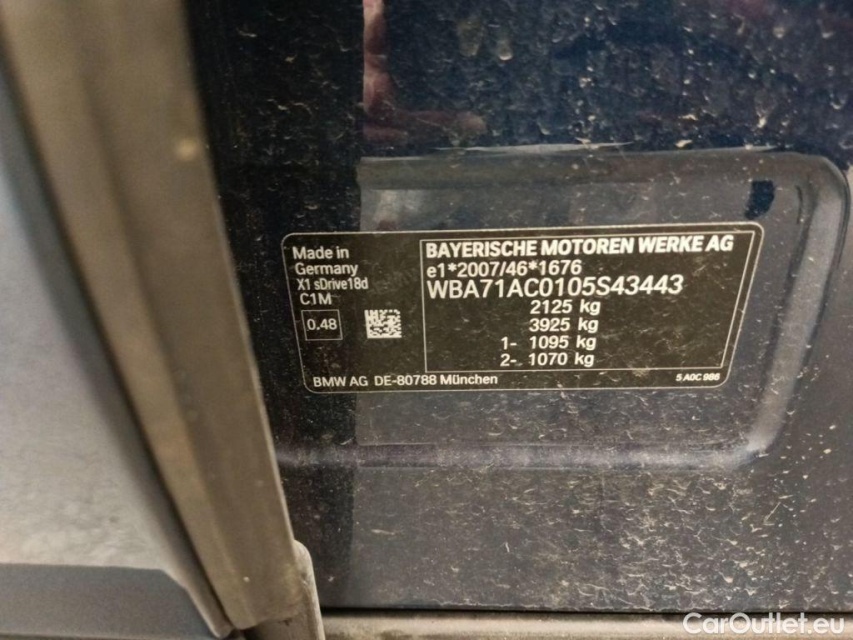 Made in
Germany
X1 sDrive18d
C1M
0.48
BAYERISCHE MOTOREN WERKE AG
e1*2007/46*1676
WBA71AC0105S43443
2125 kg
3925 kg
1- 1095 kg
2- 1070 kg
BMW AG DE-80788 München
5 A0C 986
CarOutlet.eu